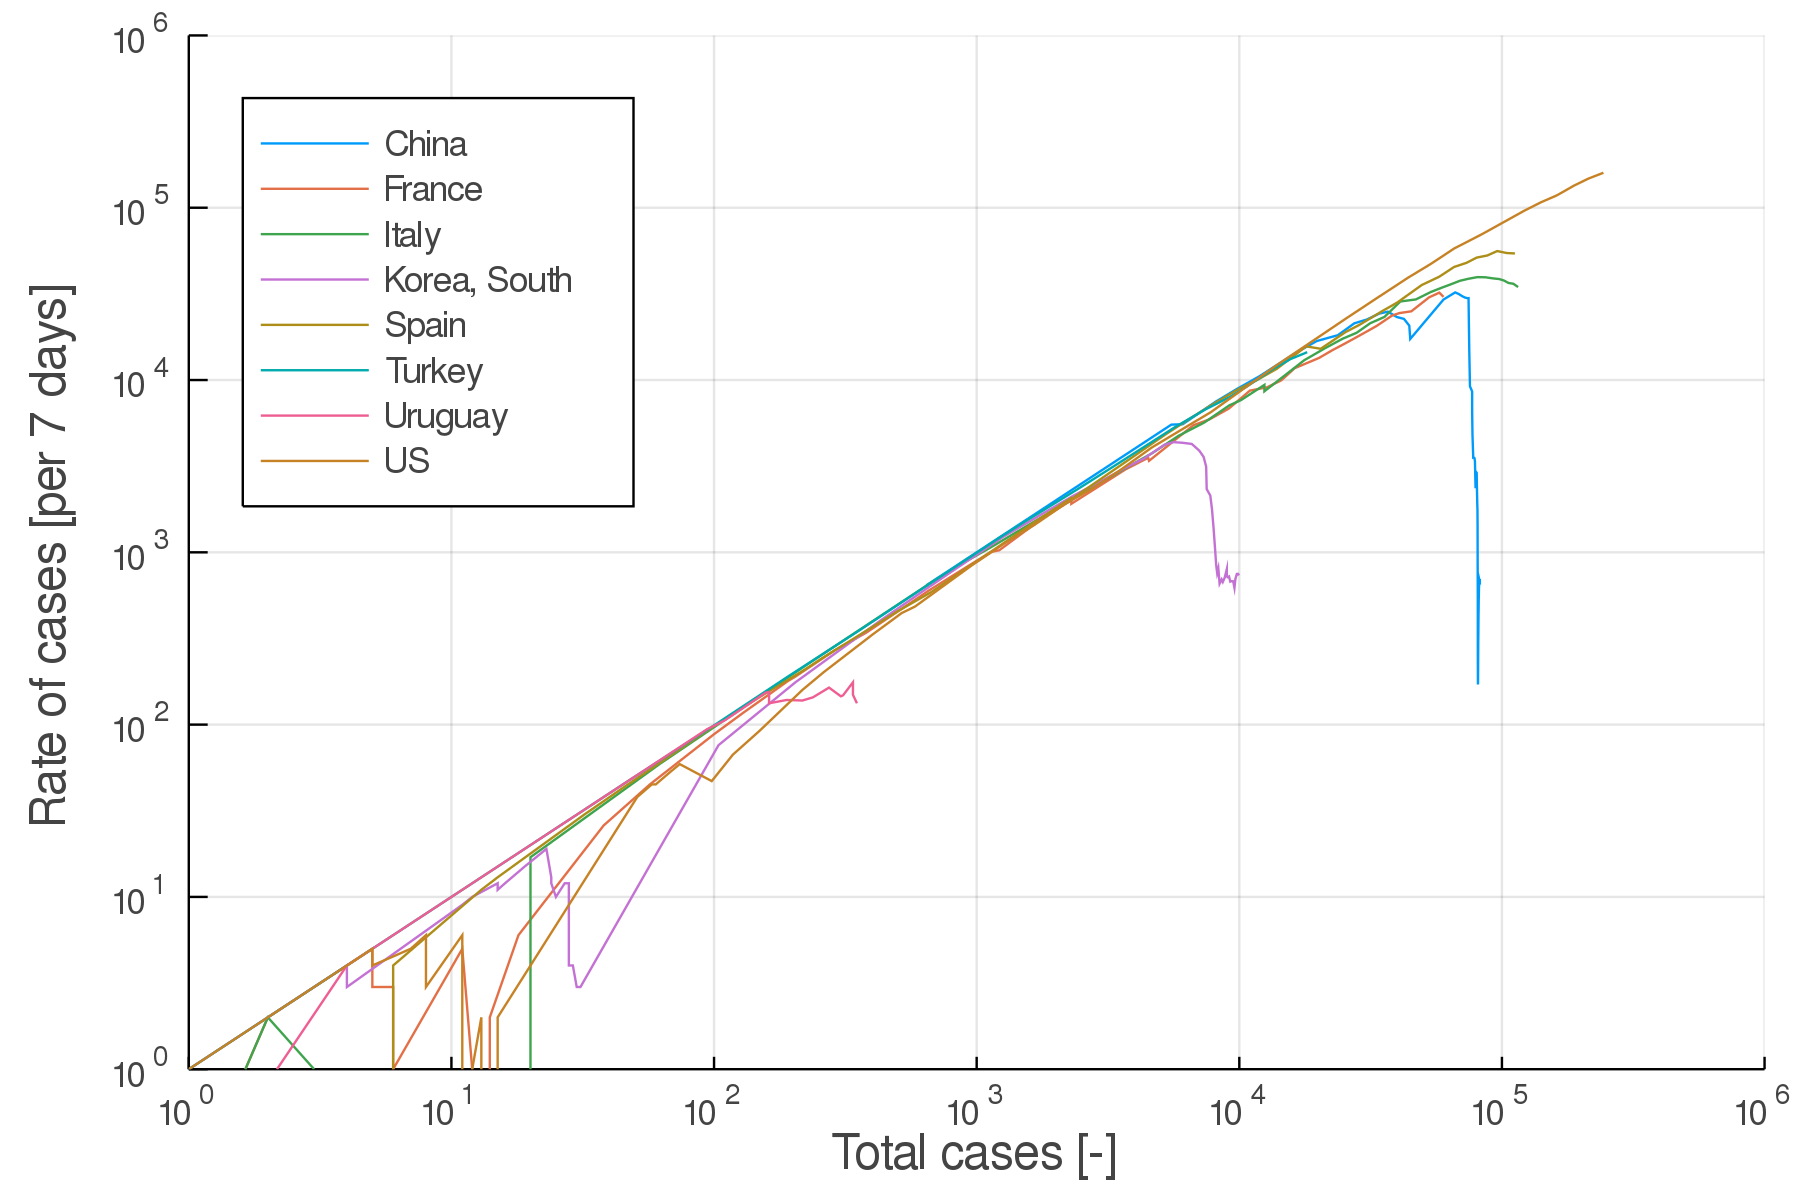 10^6
10^5
10^4
10^3
10^2
10^1
10^0
Rate of cases [per 7 days]
China
France
Italy
Korea, South
Spain
Turkey
Uruguay
US
10^0 10^1 10^2 10^3 10^4 10^5 10^6
Total cases [-]